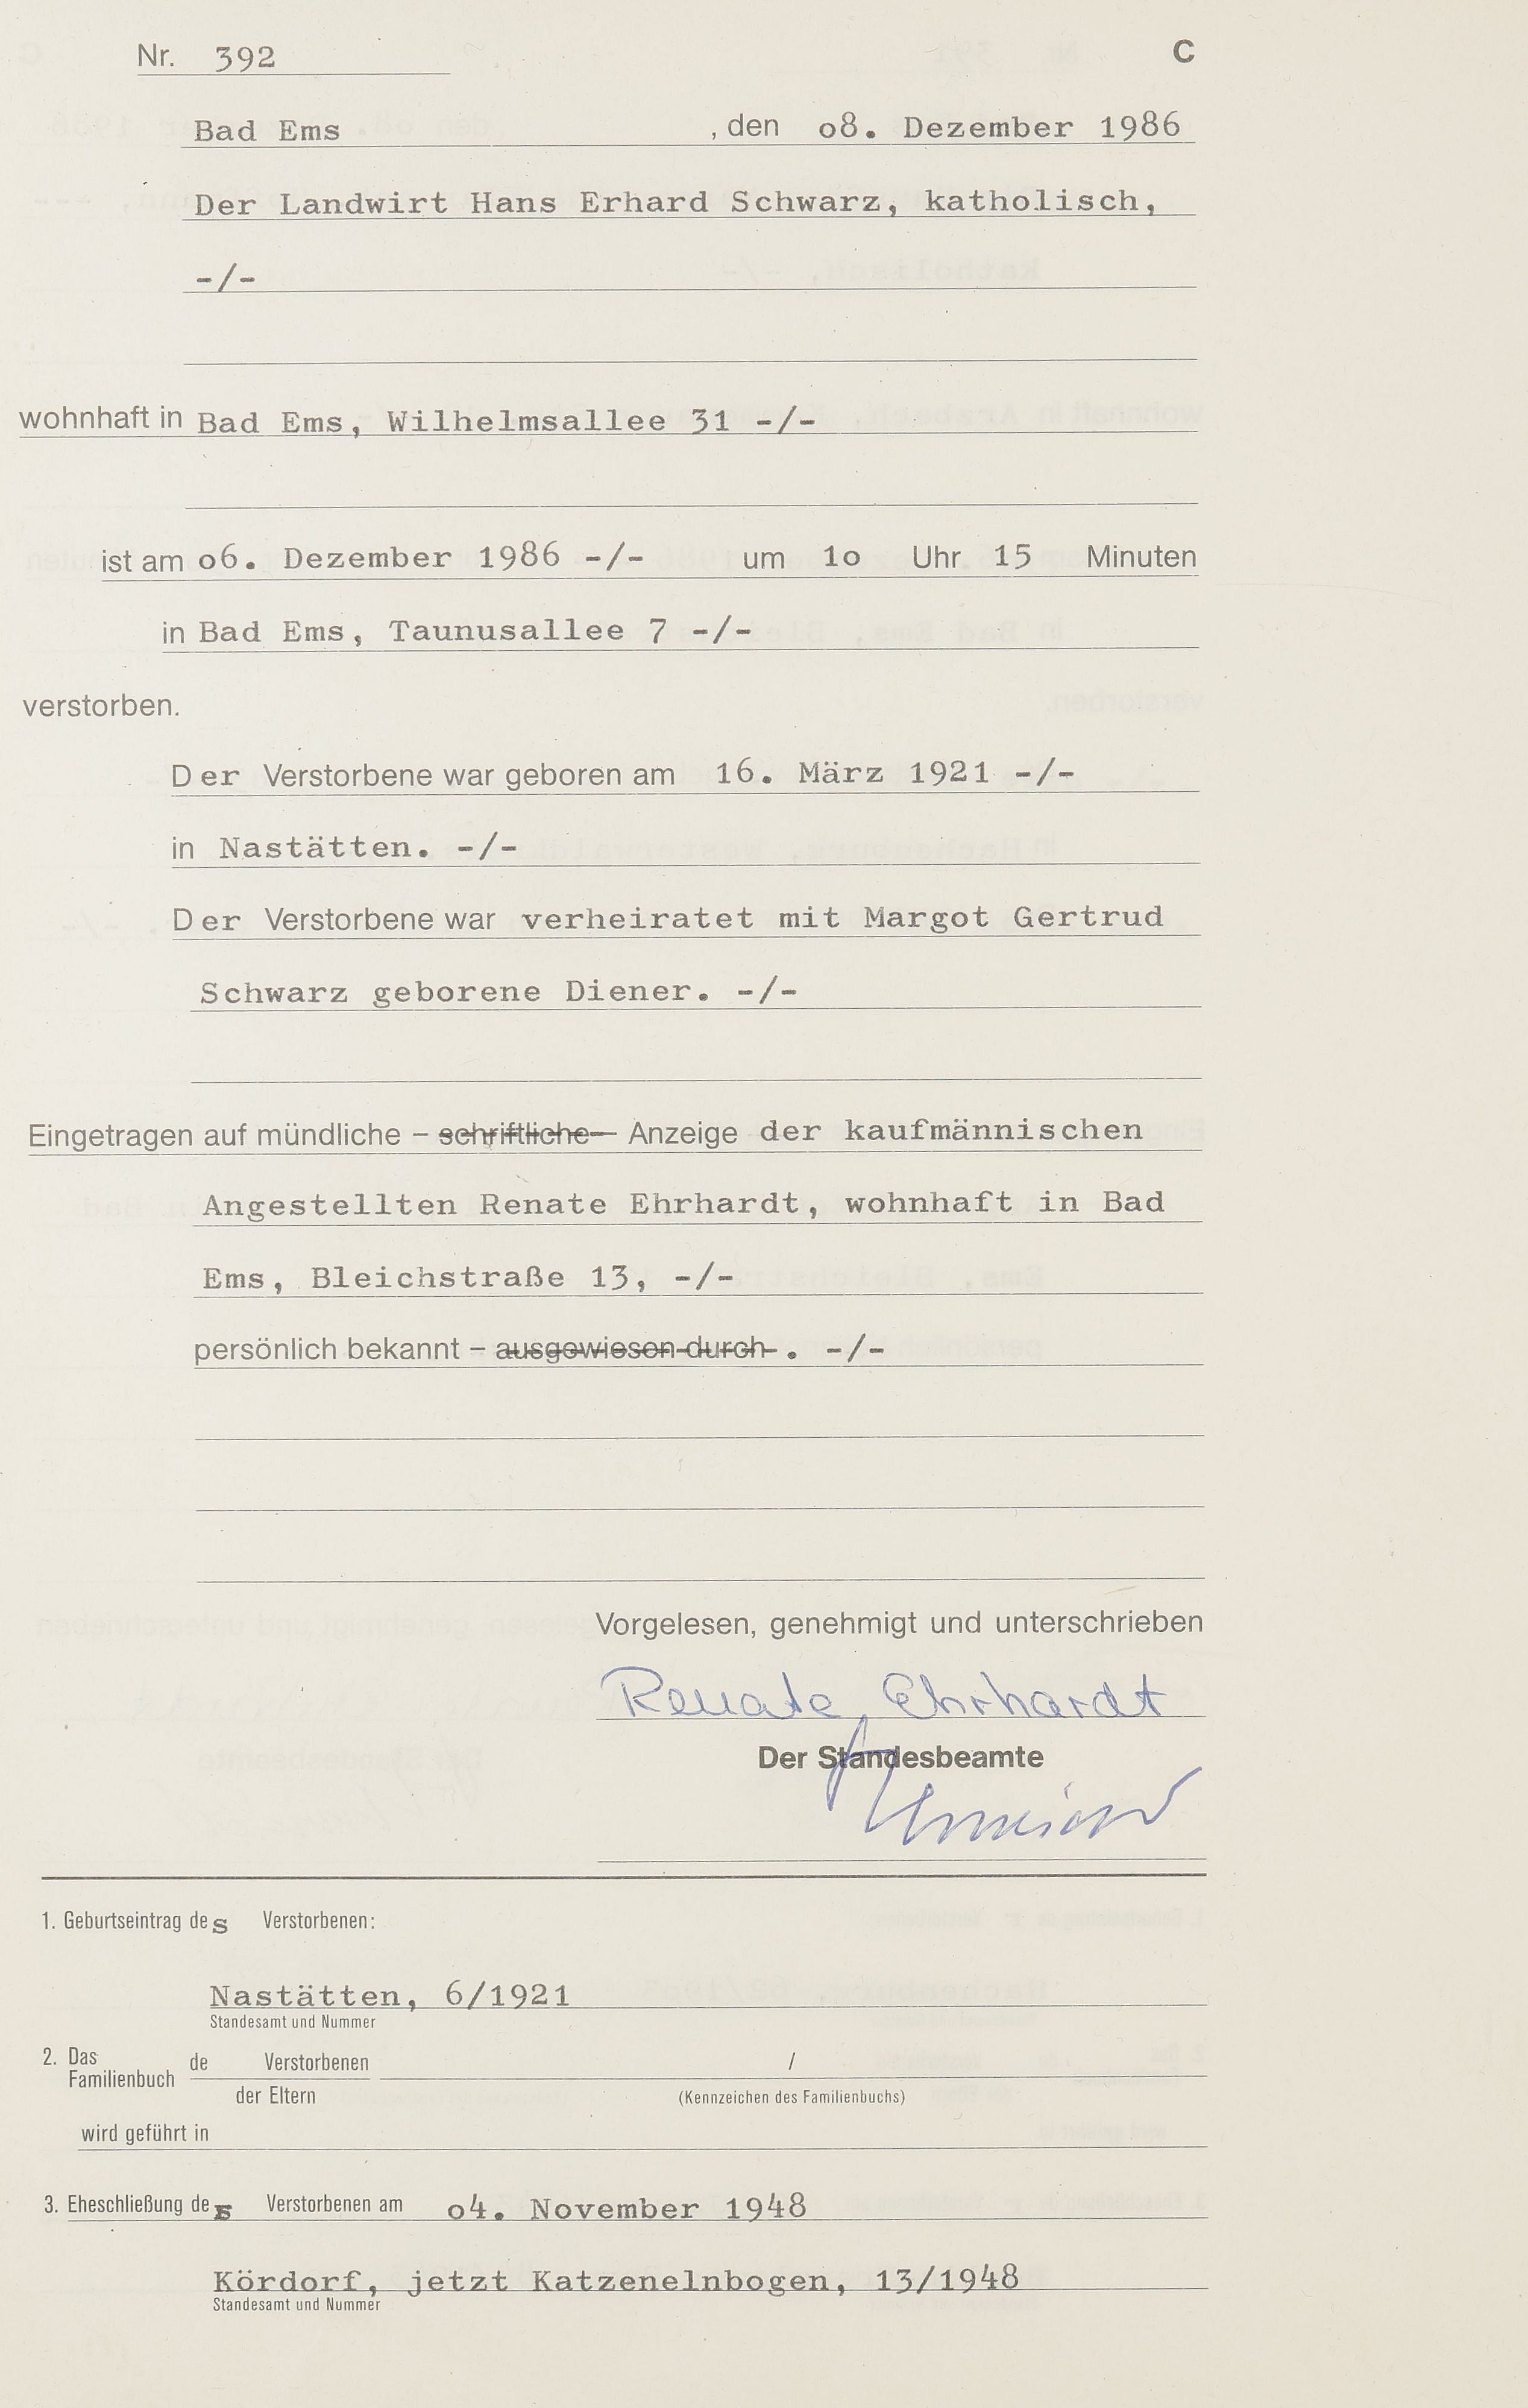 Nr. 392 C
Bad Ems , den o8. Dezember 1986
Der Landwirt Hans Erhard Schwarz, katholisch,
-/-
wohnhaft in Bad Ems, Wilhelmsallee 31 -/-
ist am o6. Dezember 1986 -/- um 1o Uhr 15 Minuten
in Bad Ems, Taunusallee 7 -/-
verstorben.
Der Verstorbene war geboren am 16. März 1921 -/-
in Nastätten. -/-
Der Verstorbene war verheiratet mit Margot Gertrud
Schwarz geborene Diener. -/-
Eingetragen auf mündliche – schriftliche – Anzeige der kaufmännischen
Angestellten Renate Ehrhardt, wohnhaft in Bad
Ems, Bleichstraße 13, -/-
persönlich bekannt – ausgewiesen durch . -/-
Vorgelesen, genehmigt und unterschrieben
Renate Ehrhardt
Der Standesbeamte
1. Geburtseintrag des Verstorbenen:
Nastätten, 6/1921
Standesamt und Nummer
2. Das Familienbuch de Verstorbenen /
der Eltern (Kennzeichen des Familienbuchs)
wird geführt in
3. Eheschließung des Verstorbenen am o4. November 1948
Kördorf, jetzt Katzenelnbogen, 13/1948
Standesamt und Nummer